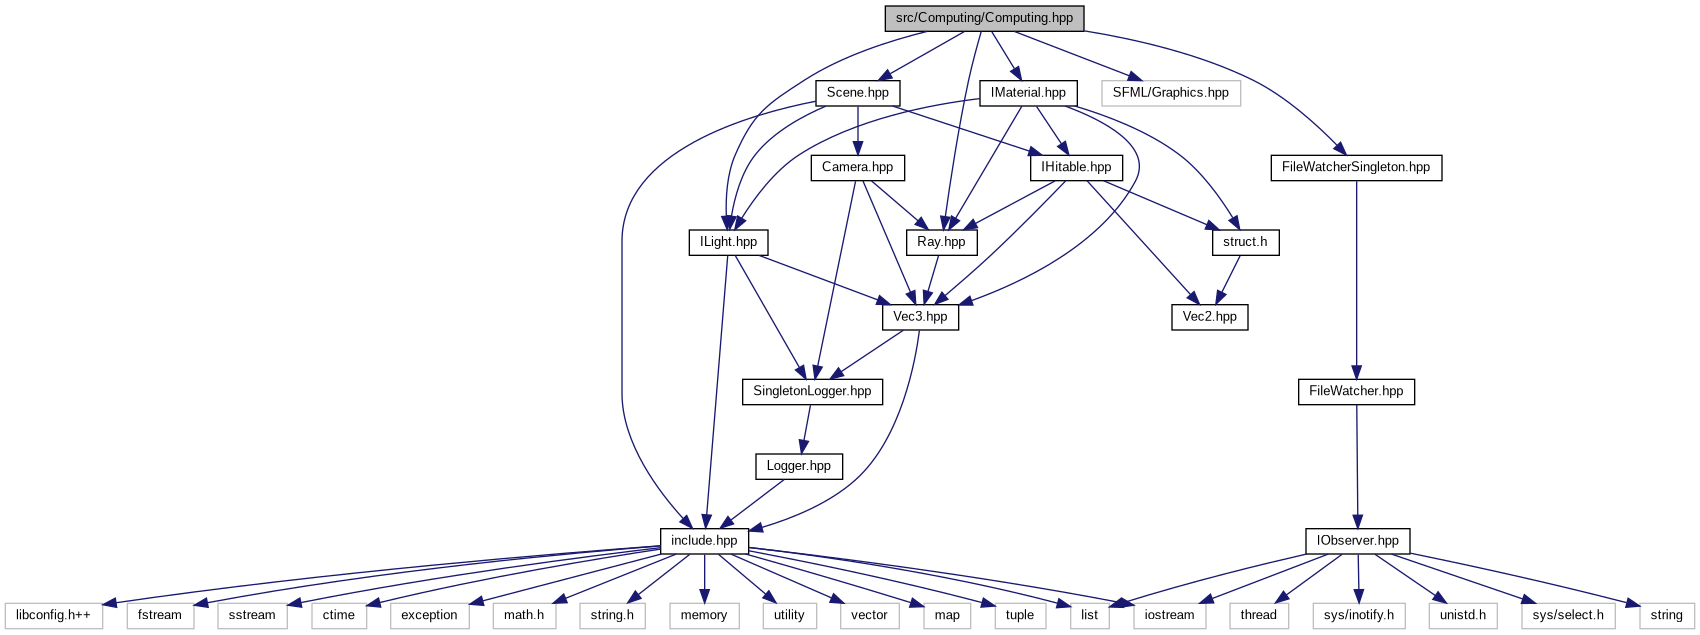 src/Computing/Computing.hpp
Scene.hpp
IMaterial.hpp
SFML/Graphics.hpp
Camera.hpp
IHitable.hpp
FileWatcherSingleton.hpp
ILight.hpp
Ray.hpp
struct.h
Vec3.hpp
Vec2.hpp
SingletonLogger.hpp
FileWatcher.hpp
Logger.hpp
include.hpp
IObserver.hpp
libconfig.h++
fstream
sstream
ctime
exception
math.h
string.h
memory
utility
vector
map
tuple
list
iostream
thread
sys/inotify.h
unistd.h
sys/select.h
string